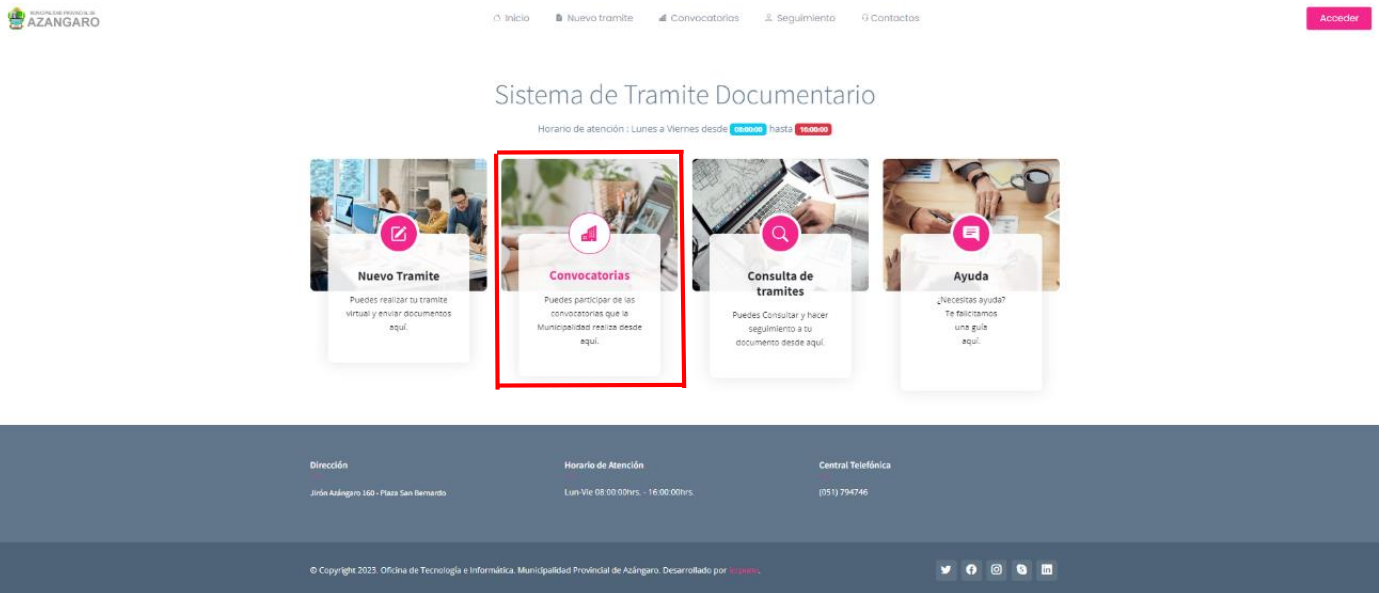 MUNICIPALIDAD PROVINCIAL DE
AZANGARO
Inicio
Nuevo tramite
Convocatorias
Seguimiento
Contactos
Acceder
Sistema de Tramite Documentario
Horario de atención : Lunes a Viernes desde 08:00:00 hasta 16:00:00
Nuevo Tramite
Puedes realizar tu tramite
virtual y enviar documentos
aquí.
Convocatorias
Puedes participar de las
convocatorias que la
Municipalidad realiza desde
aquí.
Consulta de
tramites
Puedes Consultar y hacer
seguimiento a tu
documento desde aquí.
Ayuda
¿Necesitas ayuda?
Te falicitamos
una guía
aquí.
Dirección
Jirón Azángaro 160 - Plaza San Bernardo
Horario de Atención
Lun-Vie 08:00:00hrs. - 16:00:00hrs.
Central Telefónica
(051) 794746
© Copyright 2023. Oficina de Tecnología e Informática. Municipalidad Provincial de Azángaro. Desarrollado por